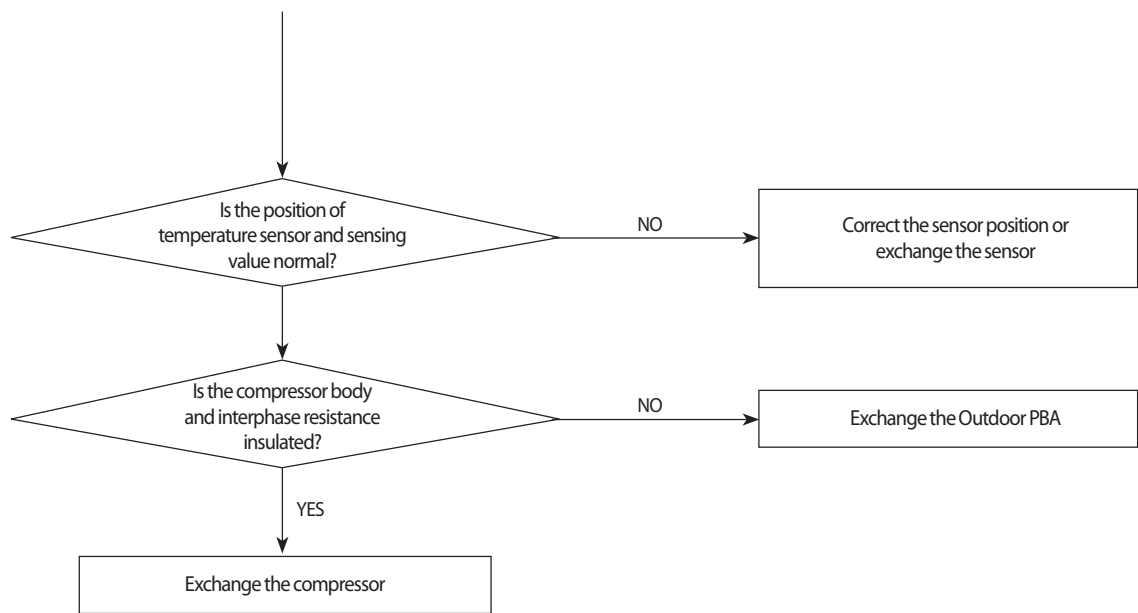 Is the position of
temperature sensor and sensing
value normal?
NO
Correct the sensor position or
exchange the sensor
Is the compressor body
and interphase resistance
insulated?
NO
Exchange the Outdoor PBA
YES
Exchange the compressor